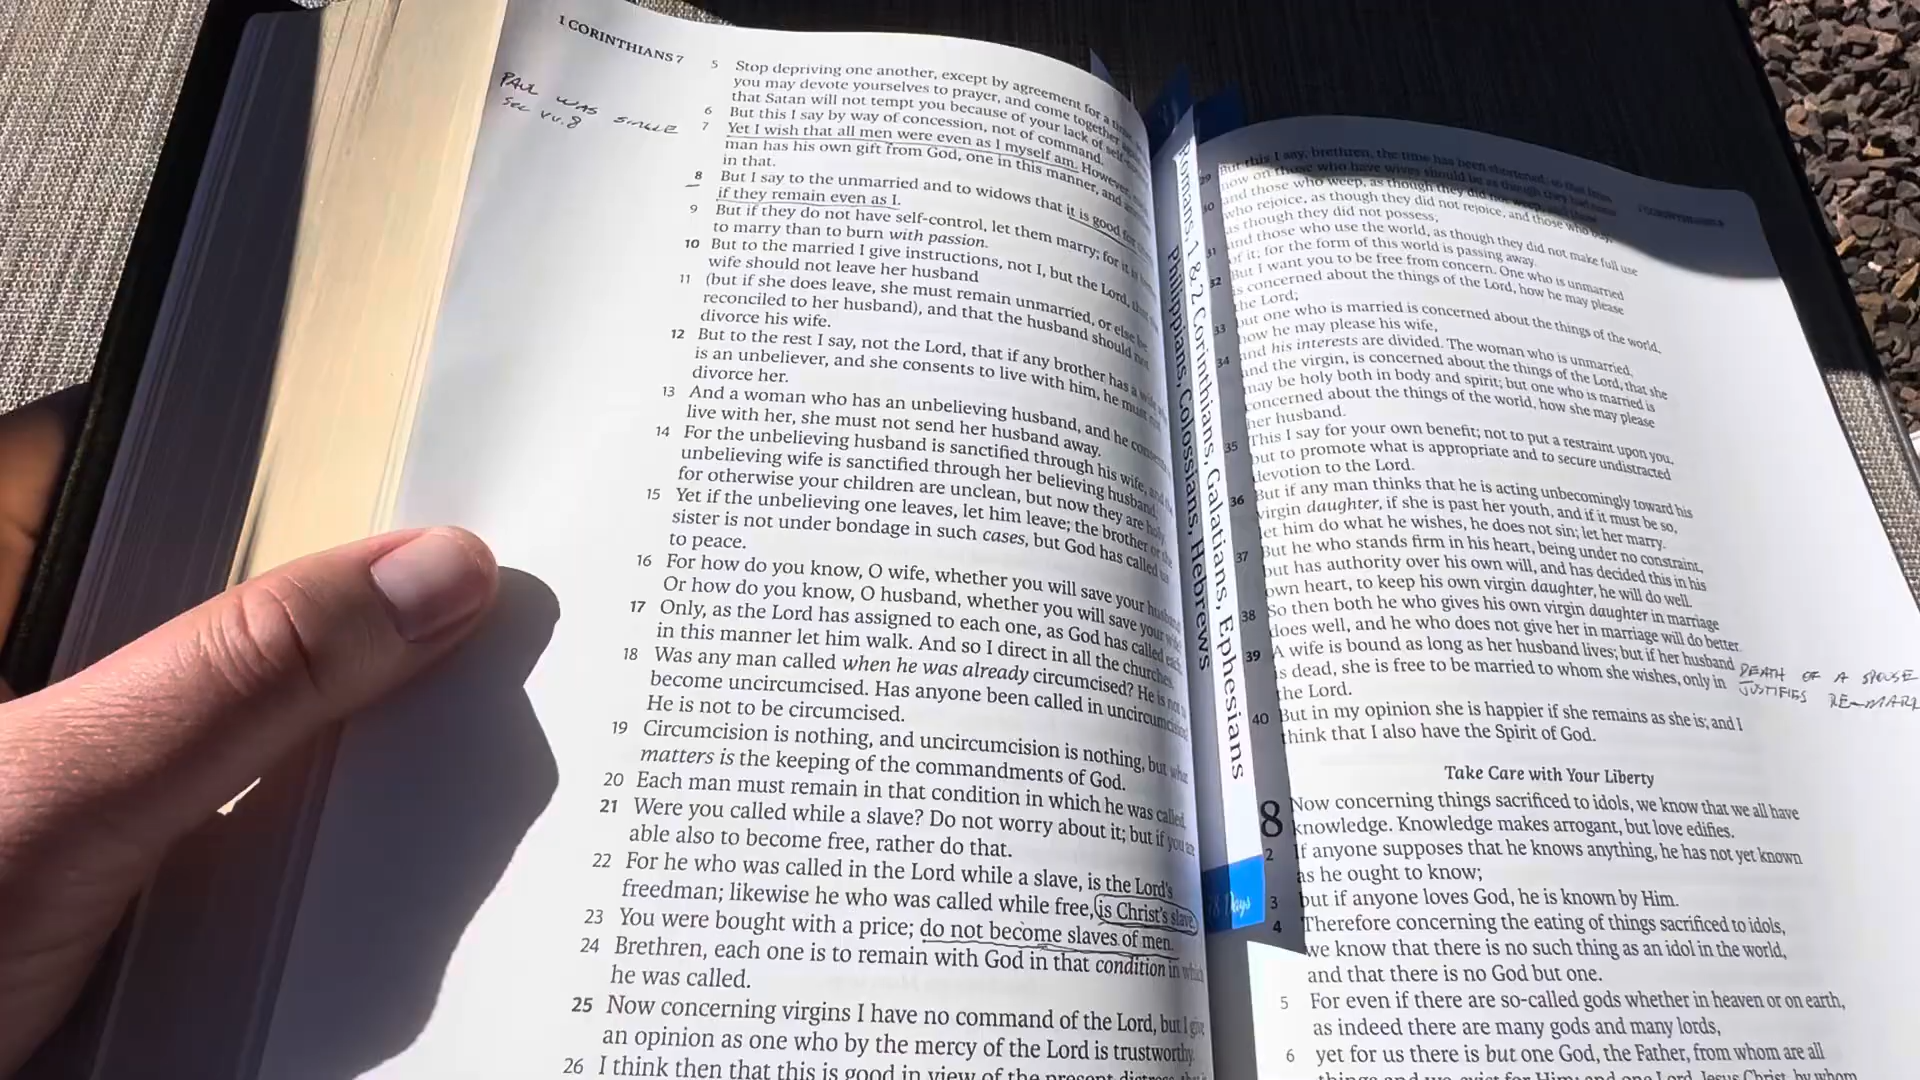 1 CORINTHIANS 7
PAUL WAS SINGLE
SEE VV. 8
5 Stop depriving one another, except by agreement for a time
you may devote yourselves to prayer, and come together
that Satan will not tempt you because of your lack of self-
6 But this I say by way of concession, not of command.
7 Yet I wish that all men were even as I myself am. However,
man has his own gift from God, one in this manner, and
in that.
8 But I say to the unmarried and to widows that it is good for
if they remain even as I.
9 But if they do not have self-control, let them marry; for it is
to marry than to burn with passion.
10 But to the married I give instructions, not I, but the Lord,
wife should not leave her husband
11 (but if she does leave, she must remain unmarried, or else be
reconciled to her husband), and that the husband should not
divorce his wife.
12 But to the rest I say, not the Lord, that if any brother has a wife
is an unbeliever, and she consents to live with him, he must not
divorce her.
13 And a woman who has an unbelieving husband, and he consents
live with her, she must not send her husband away.
14 For the unbelieving husband is sanctified through his wife, and the
unbelieving wife is sanctified through her believing husband
for otherwise your children are unclean, but now they are holy.
15 Yet if the unbelieving one leaves, let him leave; the brother or the
sister is not under bondage in such cases, but God has called us
to peace.
16 For how do you know, O wife, whether you will save your husband
Or how do you know, O husband, whether you will save your wife
17 Only, as the Lord has assigned to each one, as God has called each,
in this manner let him walk. And so I direct in all the churches.
18 Was any man called when he was already circumcised? He is not to
become uncircumcised. Has anyone been called in uncircumcision
He is not to be circumcised.
19 Circumcision is nothing, and uncircumcision is nothing, but what
matters is the keeping of the commandments of God.
20 Each man must remain in that condition in which he was called.
21 Were you called while a slave? Do not worry about it; but if you are
able also to become free, rather do that.
22 For he who was called in the Lord while a slave, is the Lord's
freedman; likewise he who was called while free, is Christ's slave.
23 You were bought with a price; do not become slaves of men.
24 Brethren, each one is to remain with God in that condition in which
he was called.
25 Now concerning virgins I have no command of the Lord, but I give
an opinion as one who by the mercy of the Lord is trustworthy.
26 I think then that this is good in view of the present
Romans, 1 & 2 Corinthians, Galatians, Ephesians
Philippians, Colossians, Hebrews
Days
29 But this I say, brethren, the time has been shortened, so that from
now on those who have wives should be as though they had none
30 and those who weep, as though they did not weep, and those
who rejoice, as though they did not rejoice, and those who buy,
as though they did not possess;
31 and those who use the world, as though they did not make full use
of it; for the form of this world is passing away.
32 But I want you to be free from concern. One who is unmarried
is concerned about the things of the Lord, how he may please
the Lord;
33 but one who is married is concerned about the things of the world,
how he may please his wife,
34 and his interests are divided. The woman who is unmarried,
and the virgin, is concerned about the things of the Lord, that she
may be holy both in body and spirit; but one who is married is
concerned about the things of the world, how she may please
her husband.
35 This I say for your own benefit; not to put a restraint upon you,
but to promote what is appropriate and to secure undistracted
devotion to the Lord.
36 But if any man thinks that he is acting unbecomingly toward his
virgin daughter, if she is past her youth, and if it must be so,
let him do what he wishes, he does not sin; let her marry.
37 But he who stands firm in his heart, being under no constraint,
but has authority over his own will, and has decided this in his
own heart, to keep his own virgin daughter, he will do well.
38 So then both he who gives his own virgin daughter in marriage
does well, and he who does not give her in marriage will do better.
39 A wife is bound as long as her husband lives; but if her husband
is dead, she is free to be married to whom she wishes, only in
the Lord.
DEATH OF A SPOUSE
JUSTIFIES RE-MARR
40 But in my opinion she is happier if she remains as she is; and I
think that I also have the Spirit of God.
Take Care with Your Liberty
8 Now concerning things sacrificed to idols, we know that we all have
knowledge. Knowledge makes arrogant, but love edifies.
2 If anyone supposes that he knows anything, he has not yet known
as he ought to know;
3 but if anyone loves God, he is known by Him.
4 Therefore concerning the eating of things sacrificed to idols,
we know that there is no such thing as an idol in the world,
and that there is no God but one.
5 For even if there are so-called gods whether in heaven or on earth,
as indeed there are many gods and many lords,
6 yet for us there is but one God, the Father, from whom are all
things and we exist for Him; and one Lord, Jesus Christ, by whom